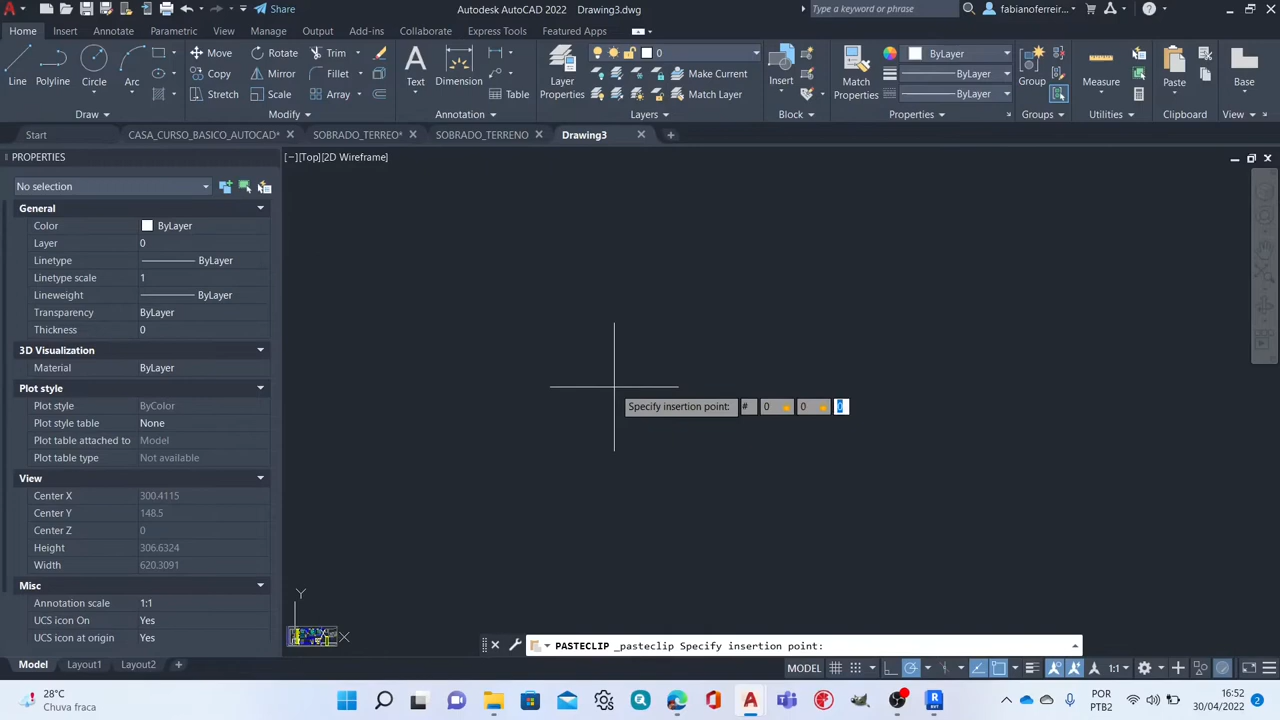 Share
Autodesk AutoCAD 2022 Drawing3.dwg
Type a keyword or phrase
fabianoferreir...
Home Insert Annotate Parametric View Manage Output Add-ins Collaborate Express Tools Featured Apps
Line Polyline Circle Arc
Move Rotate Trim
Copy Mirror Fillet
Stretch Scale Array
Text Dimension Table
Layer Properties
0
Make Current
Match Layer
Insert
Match Properties
ByLayer
ByLayer
ByLayer
Group Measure Paste Base
Draw Modify Annotation Layers Block Properties Groups Utilities Clipboard View
Start CASA_CURSO_BASICO_AUTOCAD* SOBRADO_TERREO* SOBRADO_TERRENO Drawing3
PROPERTIES
[−][Top][2D Wireframe]
No selection
General
Color ByLayer
Layer 0
Linetype ByLayer
Linetype scale 1
Lineweight ByLayer
Transparency ByLayer
Thickness 0
3D Visualization
Material ByLayer
Plot style
Plot style ByColor
Plot style table None
Plot table attached to Model
Plot table type Not available
View
Center X 300.4115
Center Y 148.5
Center Z 0
Height 306.6324
Width 620.3091
Misc
Annotation scale 1:1
UCS icon On Yes
UCS icon at origin Yes
Specify insertion point: # 0 0 0
Y
X
PASTECLIP _pasteclip Specify insertion point:
Model Layout1 Layout2 +
MODEL 1:1
28°C
Chuva fraca
POR
PTB2
16:52
30/04/2022
2